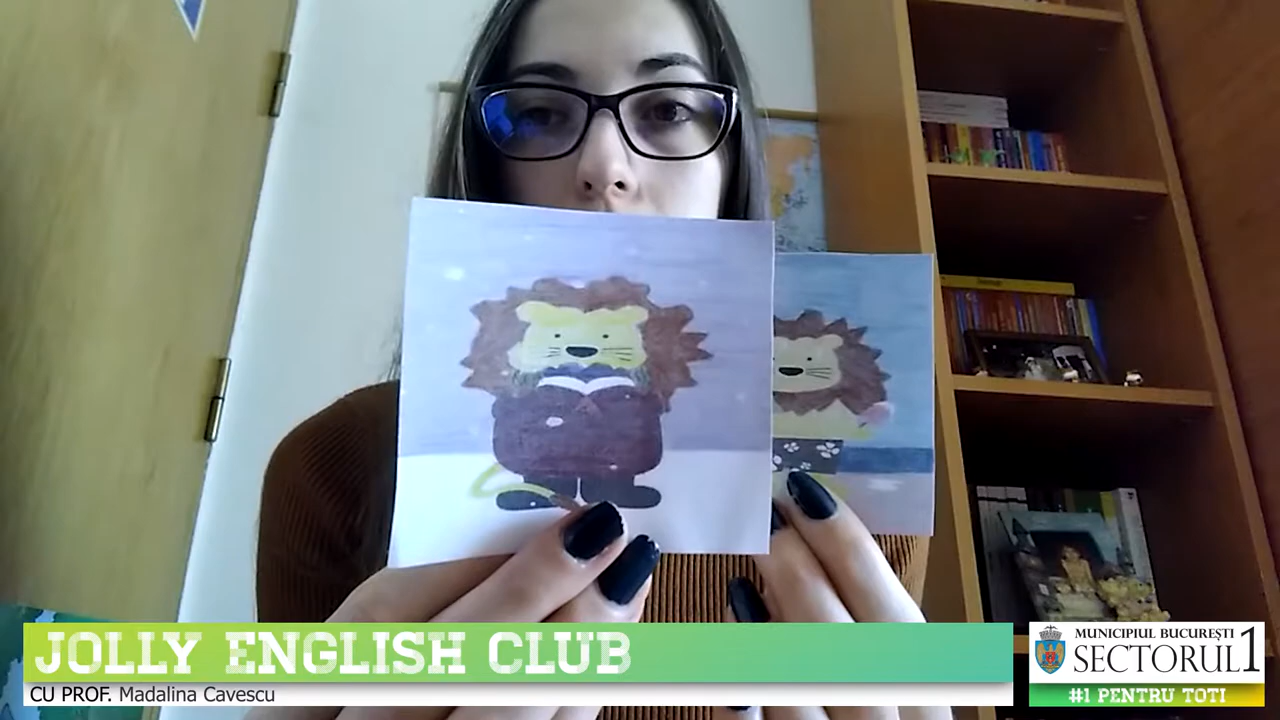 JOLLY ENGLISH CLUB
CU PROF. Madalina Cavescu
MUNICIPIUL BUCUREȘTI
SECTORUL 1
#1 PENTRU TOTI